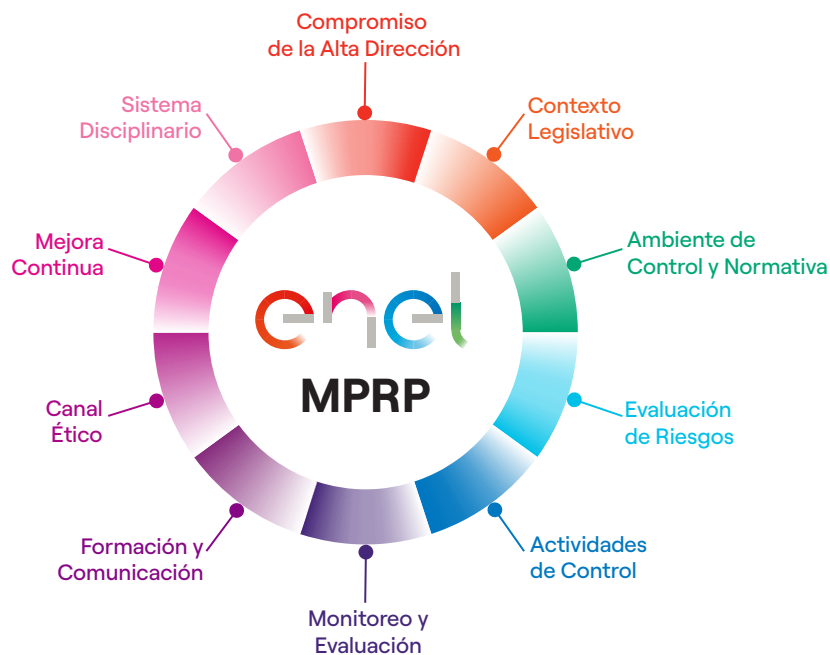 Compromiso
de la Alta Dirección
Contexto
Legislativo
Ambiente de
Control y Normativa
Evaluación
de Riesgos
Actividades
de Control
Monitoreo y
Evaluación
Formación y
Comunicación
Canal
Ético
Mejora
Continua
Sistema
Disciplinario
enel
MPRP